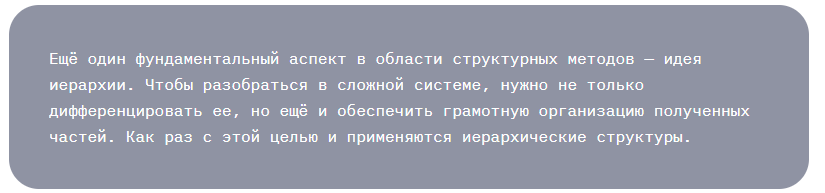 Ещё один фундаментальный аспект в области структурных методов — идея
иерархии. Чтобы разобраться в сложной системе, нужно не только
дифференцировать ее, но ещё и обеспечить грамотную организацию полученных
частей. Как раз с этой целью и применяются иерархические структуры.